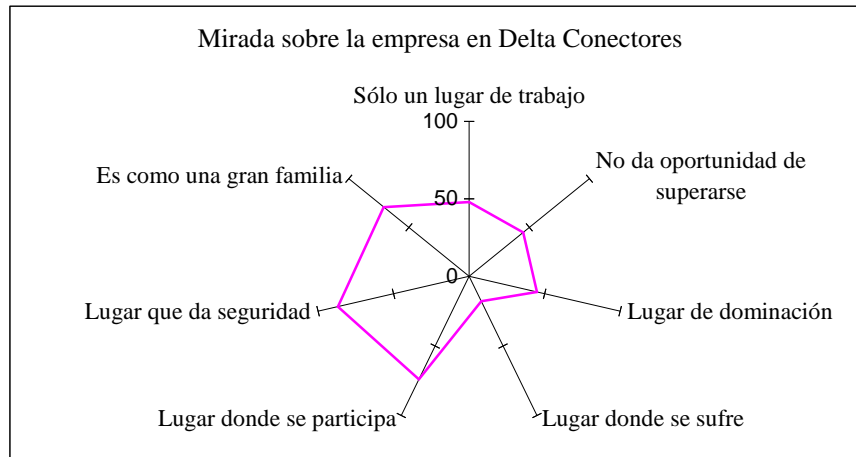 Mirada sobre la empresa en Delta Conectores
Sólo un lugar de trabajo
100
No da oportunidad de
superarse
Es como una gran familia
50
0
Lugar que da seguridad
Lugar de dominación
Lugar donde se participa
Lugar donde se sufre